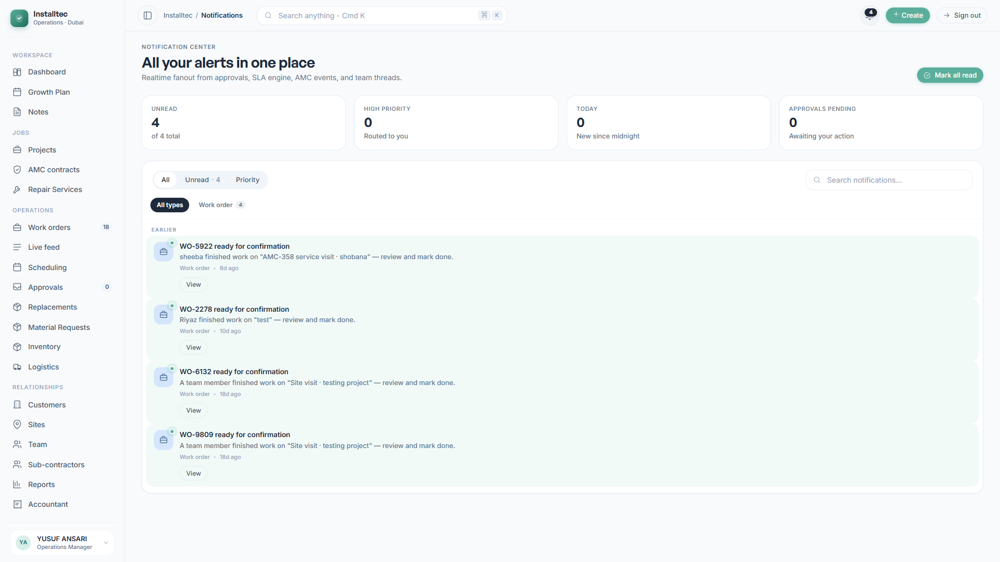 Installtec
Operations · Dubai
WORKSPACE
Dashboard
Growth Plan
Notes
JOBS
Projects
AMC contracts
Repair Services
OPERATIONS
Work orders 18
Live feed
Scheduling
Approvals 0
Replacements
Material Requests
Inventory
Logistics
RELATIONSHIPS
Customers
Sites
Team
Sub-contractors
Reports
Accountant
YA
YUSUF ANSARI
Operations Manager
Installtec / Notifications
Search anything - Cmd K
⌘ K
4
+ Create
Sign out
NOTIFICATION CENTER
All your alerts in one place
Realtime fanout from approvals, SLA engine, AMC events, and team threads.
Mark all read
UNREAD
4
of 4 total
HIGH PRIORITY
0
Routed to you
TODAY
0
New since midnight
APPROVALS PENDING
0
Awaiting your action
All
Unread · 4
Priority
Search notifications...
All types
Work order 4
EARLIER
WO-5922 ready for confirmation
sheeba finished work on "AMC-358 service visit · shobana" — review and mark done.
Work order • 8d ago
View
WO-2278 ready for confirmation
Riyaz finished work on "test" — review and mark done.
Work order • 10d ago
View
WO-6132 ready for confirmation
A team member finished work on "Site visit · testing project" — review and mark done.
Work order • 18d ago
View
WO-9809 ready for confirmation
A team member finished work on "Site visit · testing project" — review and mark done.
Work order • 18d ago
View